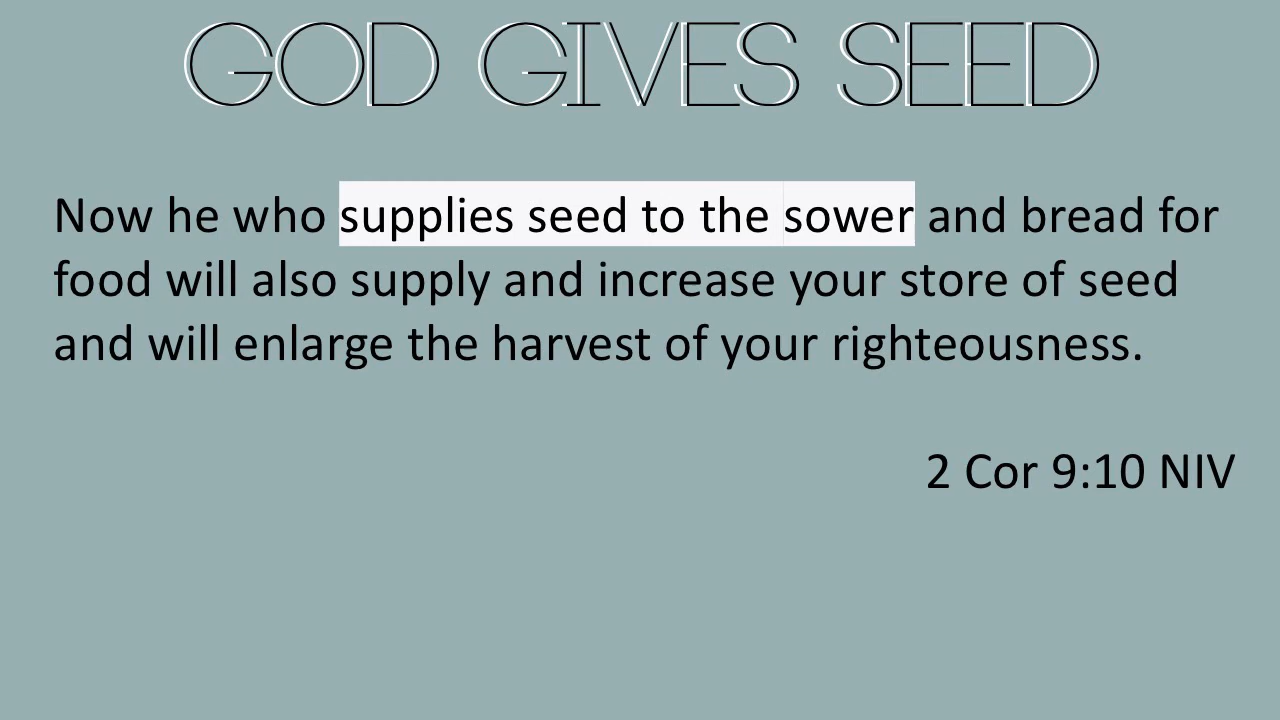 GOD GIVES SEED
Now he who supplies seed to the sower and bread for
food will also supply and increase your store of seed
and will enlarge the harvest of your righteousness.
2 Cor 9:10 NIV